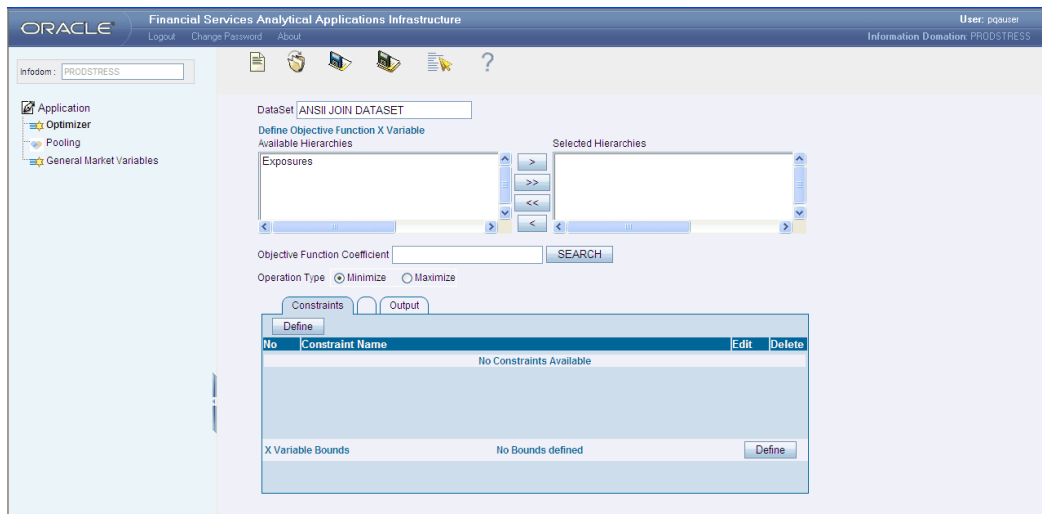 ORACLE
Financial Services Analytical Applications Infrastructure
User: pqauser
Logout Change Password About
Information Domation: PRODSTRESS
Infodom : PRODSTRESS
?
Application
Optimizer
Pooling
General Market Variables
DataSet ANSII JOIN DATASET
Define Objective Function X Variable
Available Hierarchies
Selected Hierarchies
Exposures
>
>>
<<
<
Objective Function Coefficient
SEARCH
Operation Type Minimize Maximize
Constraints Output
Define
No Constraint Name Edit Delete
No Constraints Available
X Variable Bounds No Bounds defined Define